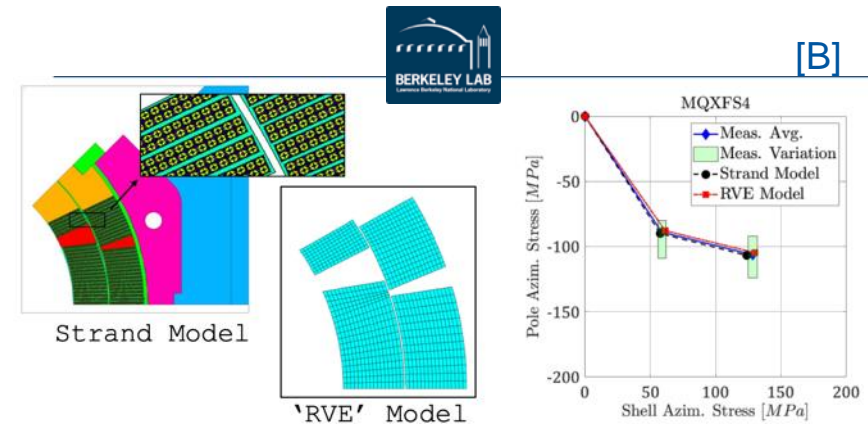 BERKELEY LAB
Lawrence Berkeley National Laboratory
[B]
Strand Model
'RVE' Model
MQXFS4
Meas. Avg.
Meas. Variation
Strand Model
RVE Model
Pole Azim. Stress [MPa]
0
-50
-100
-150
-200
0 50 100 150 200
Shell Azim. Stress [MPa]